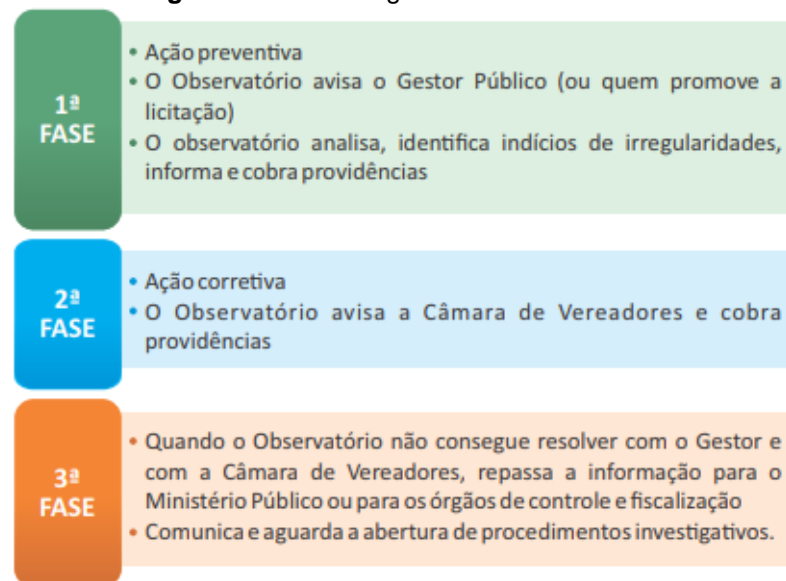 1ª
FASE
• Ação preventiva
• O Observatório avisa o Gestor Público (ou quem promove a
licitação)
• O observatório analisa, identifica indícios de irregularidades,
informa e cobra providências
2ª
FASE
• Ação corretiva
• O Observatório avisa a Câmara de Vereadores e cobra
providências
3ª
FASE
• Quando o Observatório não consegue resolver com o Gestor e
com a Câmara de Vereadores, repassa a informação para o
Ministério Público ou para os órgãos de controle e fiscalização
• Comunica e aguarda a abertura de procedimentos investigativos.